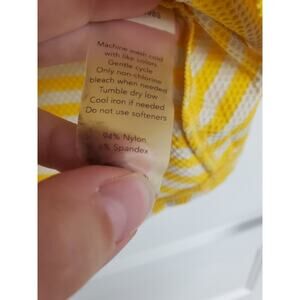 Machine wash cold
with like colors
Gentle cycle
Only non-chlorine
bleach when needed
Tumble dry low
Cool iron if needed
Do not use softeners
94% Nylon
6% Spandex